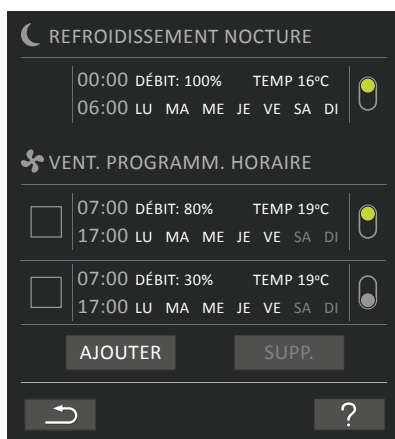 REFROIDISSEMENT NOCTURE
00:00 DÉBIT: 100% TEMP 16ºC
06:00 LU MA ME JE VE SA DI
VENT. PROGRAMM. HORAIRE
07:00 DÉBIT: 80% TEMP 19ºC
17:00 LU MA ME JE VE SA DI
07:00 DÉBIT: 30% TEMP 19ºC
17:00 LU MA ME JE VE SA DI
AJOUTER SUPP.
?